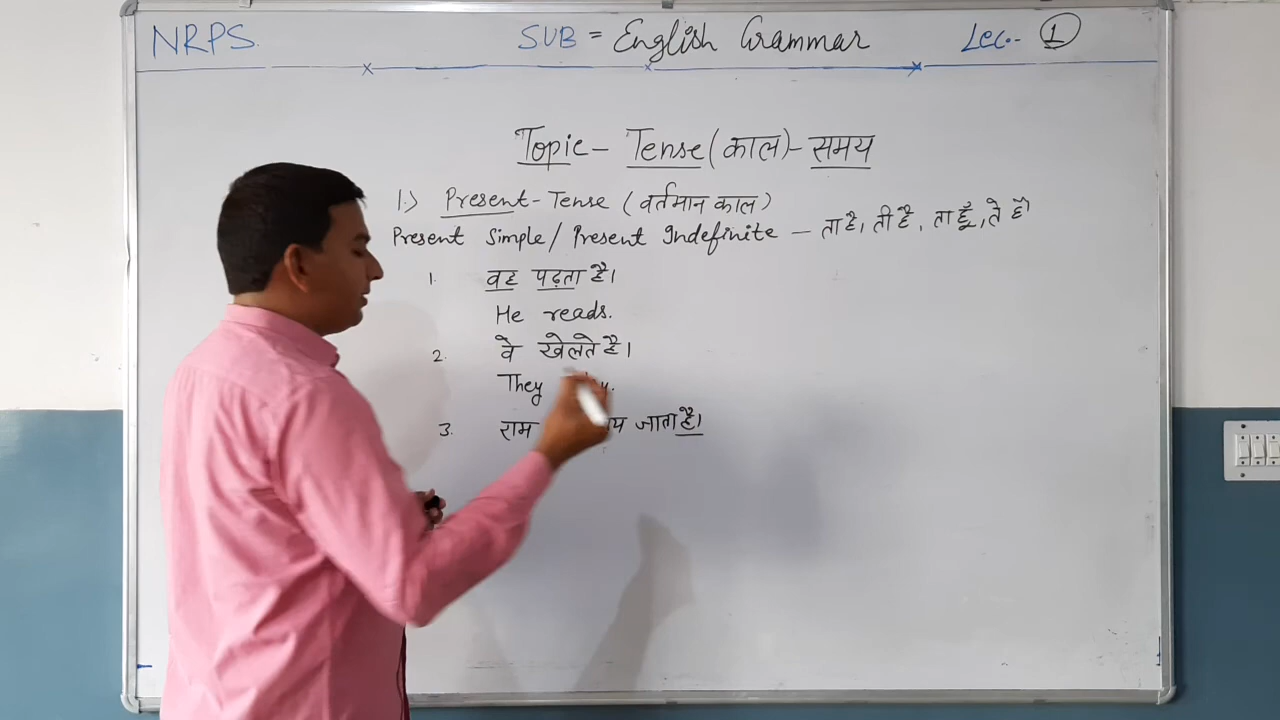 NRPS. SUB = English Grammar Lec.- 1
Topic - Tense (काल) - समय
1.) Present - Tense (वर्तमान काल)
Present Simple / Present Indefinite - ता है, ती है, ता हूँ, ते हैं
1. वह पढ़ता है।
He reads.
2. वे खेलते है।
They
3. राम जाता है।